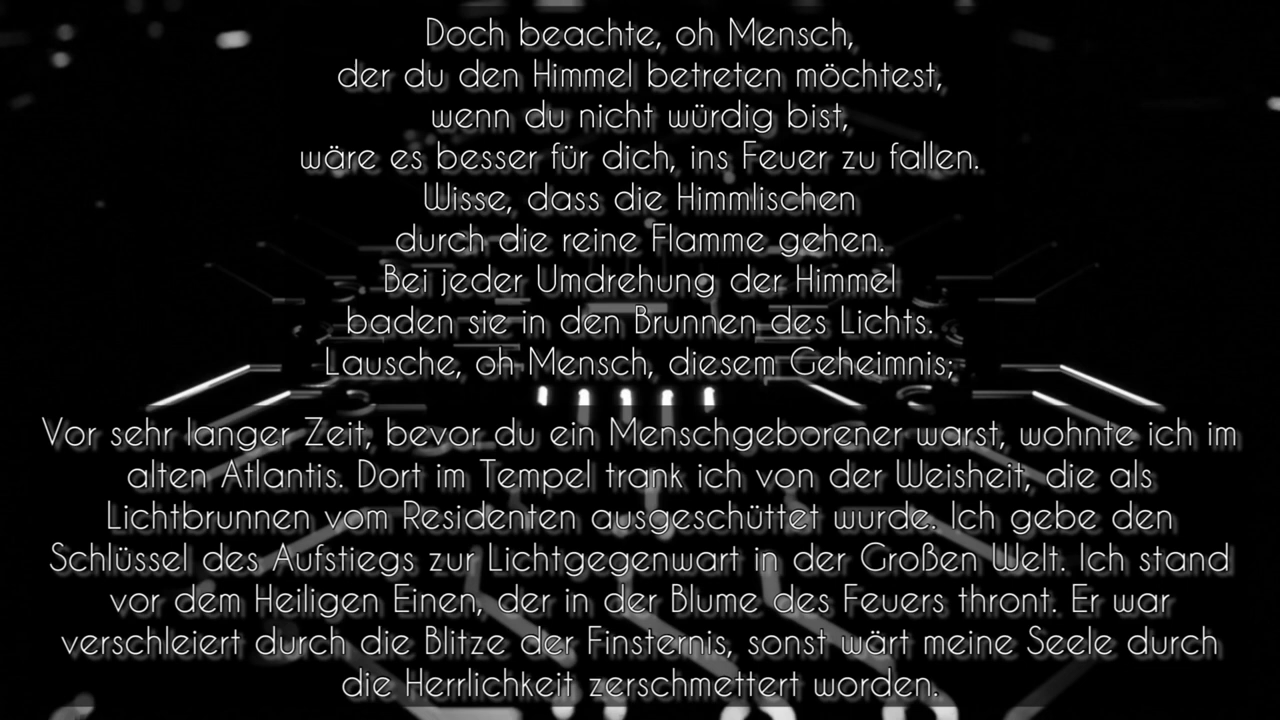 Doch beachte, oh Mensch,
der du den Himmel betreten möchtest,
wenn du nicht würdig bist,
wäre es besser für dich, ins Feuer zu fallen.
Wisse, dass die Himmlischen
durch die reine Flamme gehen.
Bei jeder Umdrehung der Himmel
baden sie in den Brunnen des Lichts.
Lausche, oh Mensch, diesem Geheimnis;
Vor sehr langer Zeit, bevor du ein Menschgeborener warst, wohnte ich im
alten Atlantis. Dort im Tempel trank ich von der Weisheit, die als
Lichtbrunnen vom Residenten ausgeschüttet wurde. Ich gebe den
Schlüssel des Aufstiegs zur Lichtgegenwart in der Großen Welt. Ich stand
vor dem Heiligen Einen, der in der Blume des Feuers thront. Er war
verschleiert durch die Blitze der Finsternis, sonst wärt meine Seele durch
die Herrlichkeit zerschmettert worden.